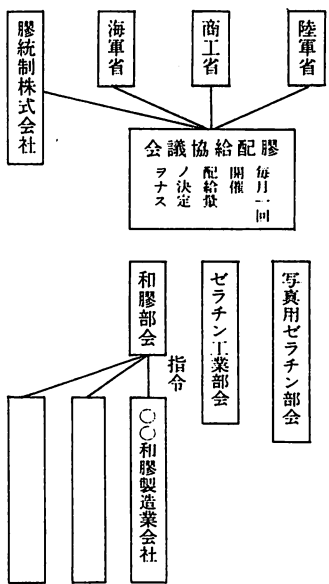 陸軍省
商工省
海軍省
膠統制株式会社
膠配給協議会
毎月一回
開催
配給量
ノ決定
ヲナス
写真用ゼラチン部会
ゼラチン工業部会
和膠部会
指令
〇〇和膠製造業会社